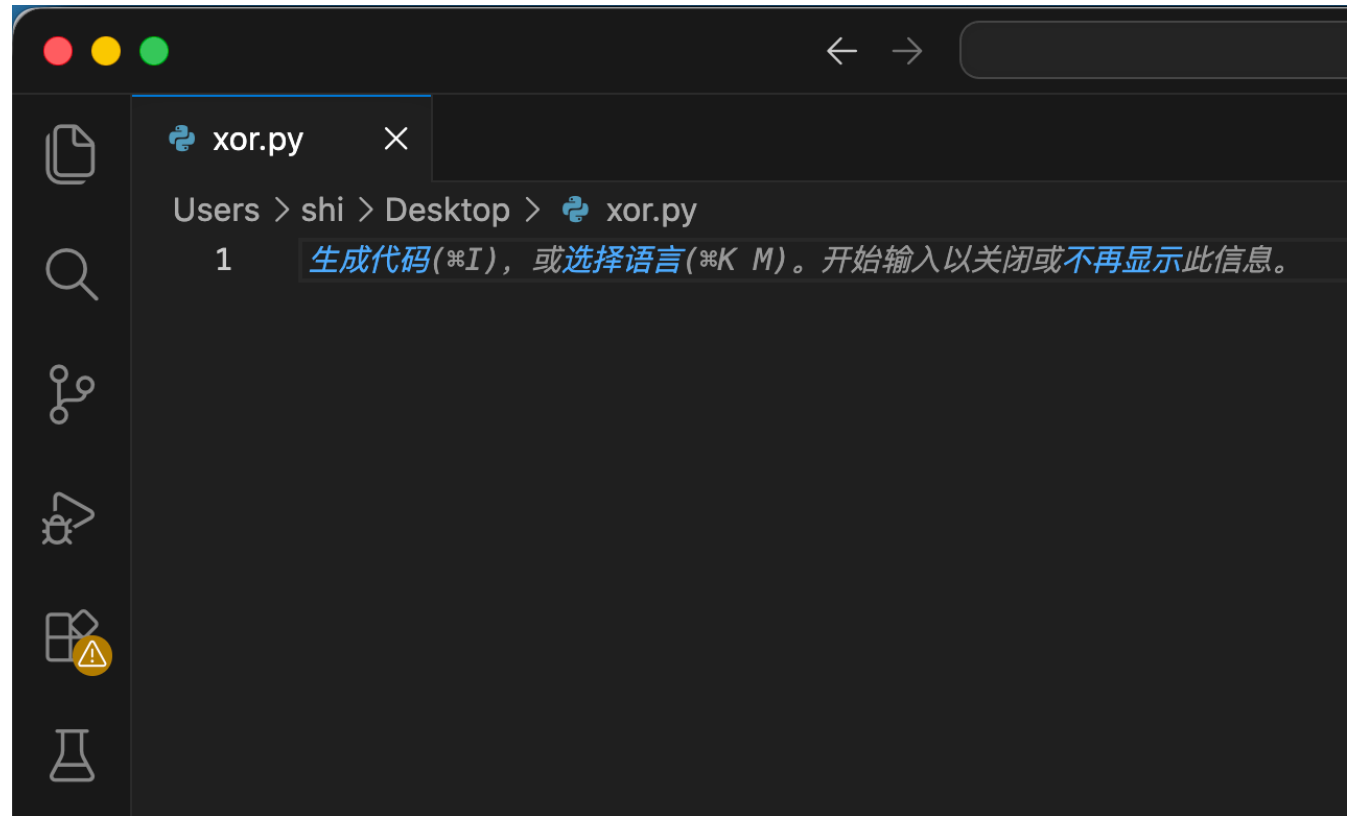 xor.py
Users > shi > Desktop > xor.py
1 生成代码(⌘I), 或选择语言(⌘K M)。开始输入以关闭或不再显示此信息。